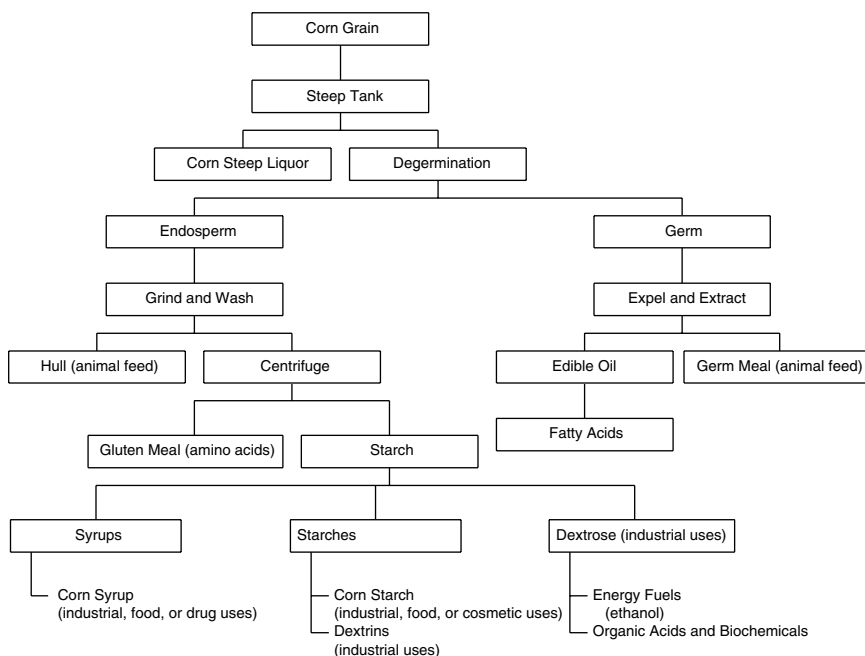 Corn Grain
Steep Tank
Corn Steep Liquor
Degermination
Endosperm
Germ
Grind and Wash
Expel and Extract
Hull (animal feed)
Centrifuge
Edible Oil
Germ Meal (animal feed)
Gluten Meal (amino acids)
Starch
Fatty Acids
Syrups
Starches
Dextrose (industrial uses)
Corn Syrup
(industrial, food, or drug uses)
Corn Starch
(industrial, food, or cosmetic uses)
Dextrins
(industrial uses)
Energy Fuels
(ethanol)
Organic Acids and Biochemicals